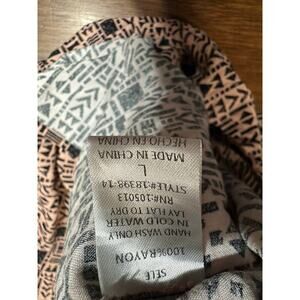 SELF
100%RAYON
HAND WASH ONLY
IN COLD WATER
LAY FLAT TO DRY
RN#105013
STYLE:18398-14
L
MADE IN CHINA
HECHO EN CHINA